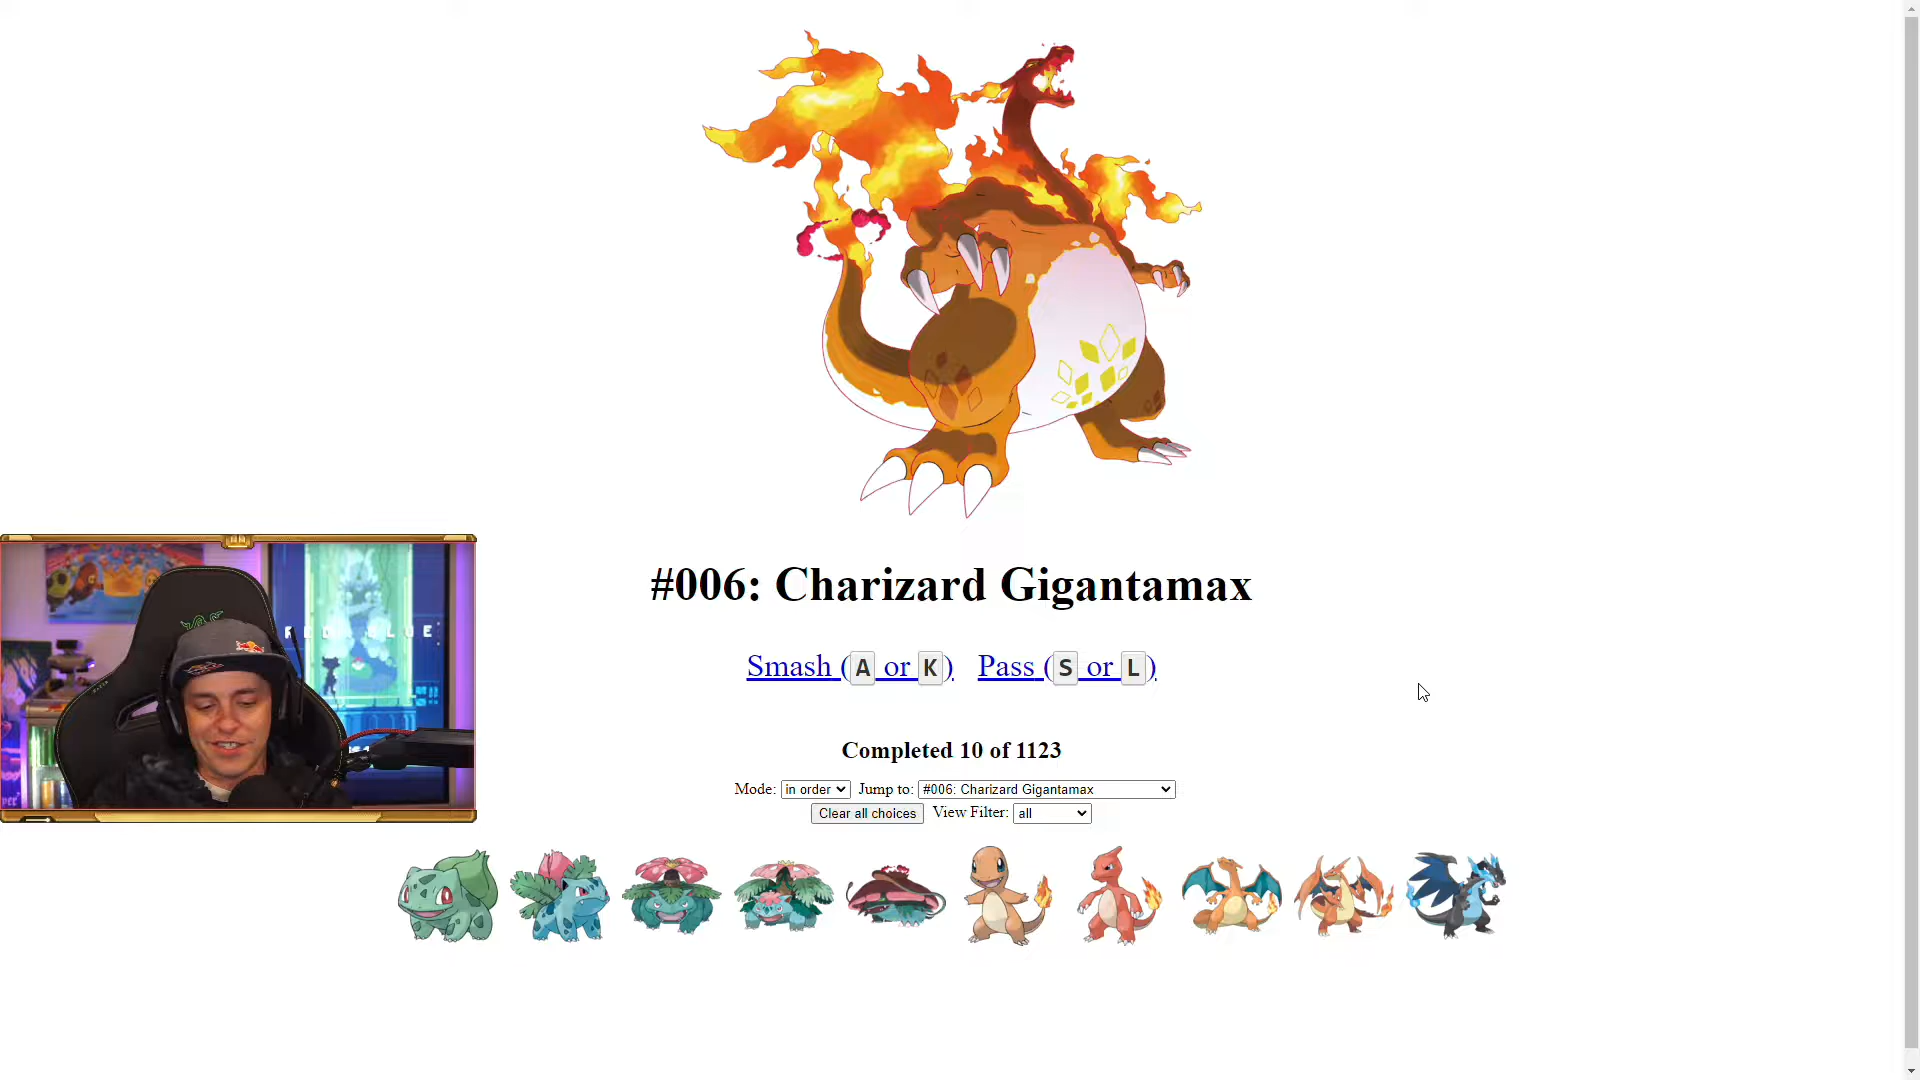 #006: Charizard Gigantamax
Smash (A or K) Pass (S or L)
Completed 10 of 1123
Mode: in order Jump to: #006: Charizard Gigantamax
Clear all choices View Filter: all